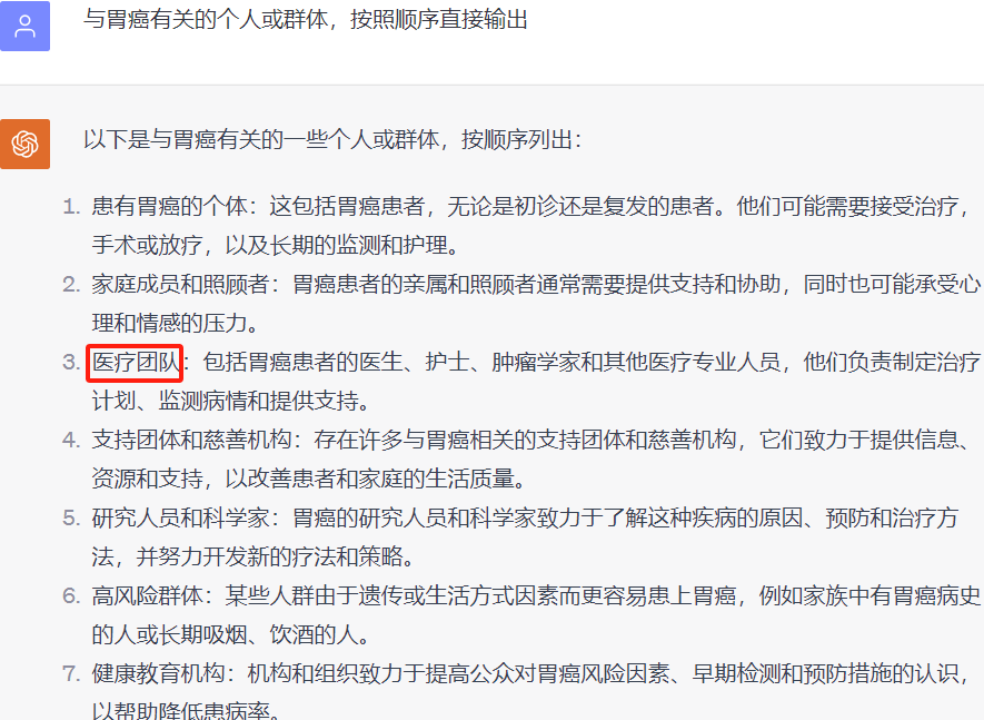 与胃癌有关的个人或群体，按照顺序直接输出
以下是与胃癌有关的一些个人或群体，按顺序列出：
1. 患有胃癌的个体：这包括胃癌患者，无论是初诊还是复发的患者。他们可能需要接受治疗，
手术或放疗，以及长期的监测和护理。
2. 家庭成员和照顾者：胃癌患者的亲属和照顾者通常需要提供支持和协助，同时也可能承受心
理和情感的压力。
3. 医疗团队：包括胃癌患者的医生、护士、肿瘤学家和其他医疗专业人员，他们负责制定治疗
计划、监测病情和提供支持。
4. 支持团体和慈善机构：存在许多与胃癌相关的支持团体和慈善机构，它们致力于提供信息、
资源和支持，以改善患者和家庭的生活质量。
5. 研究人员和科学家：胃癌的研究人员和科学家致力于了解这种疾病的原因、预防和治疗方
法，并努力开发新的疗法和策略。
6. 高风险群体：某些人群由于遗传或生活方式因素而更容易患上胃癌，例如家族中有胃癌病史
的人或长期吸烟、饮酒的人。
7. 健康教育机构：机构和组织致力于提高公众对胃癌风险因素、早期检测和预防措施的认识，
以帮助降低患病率。